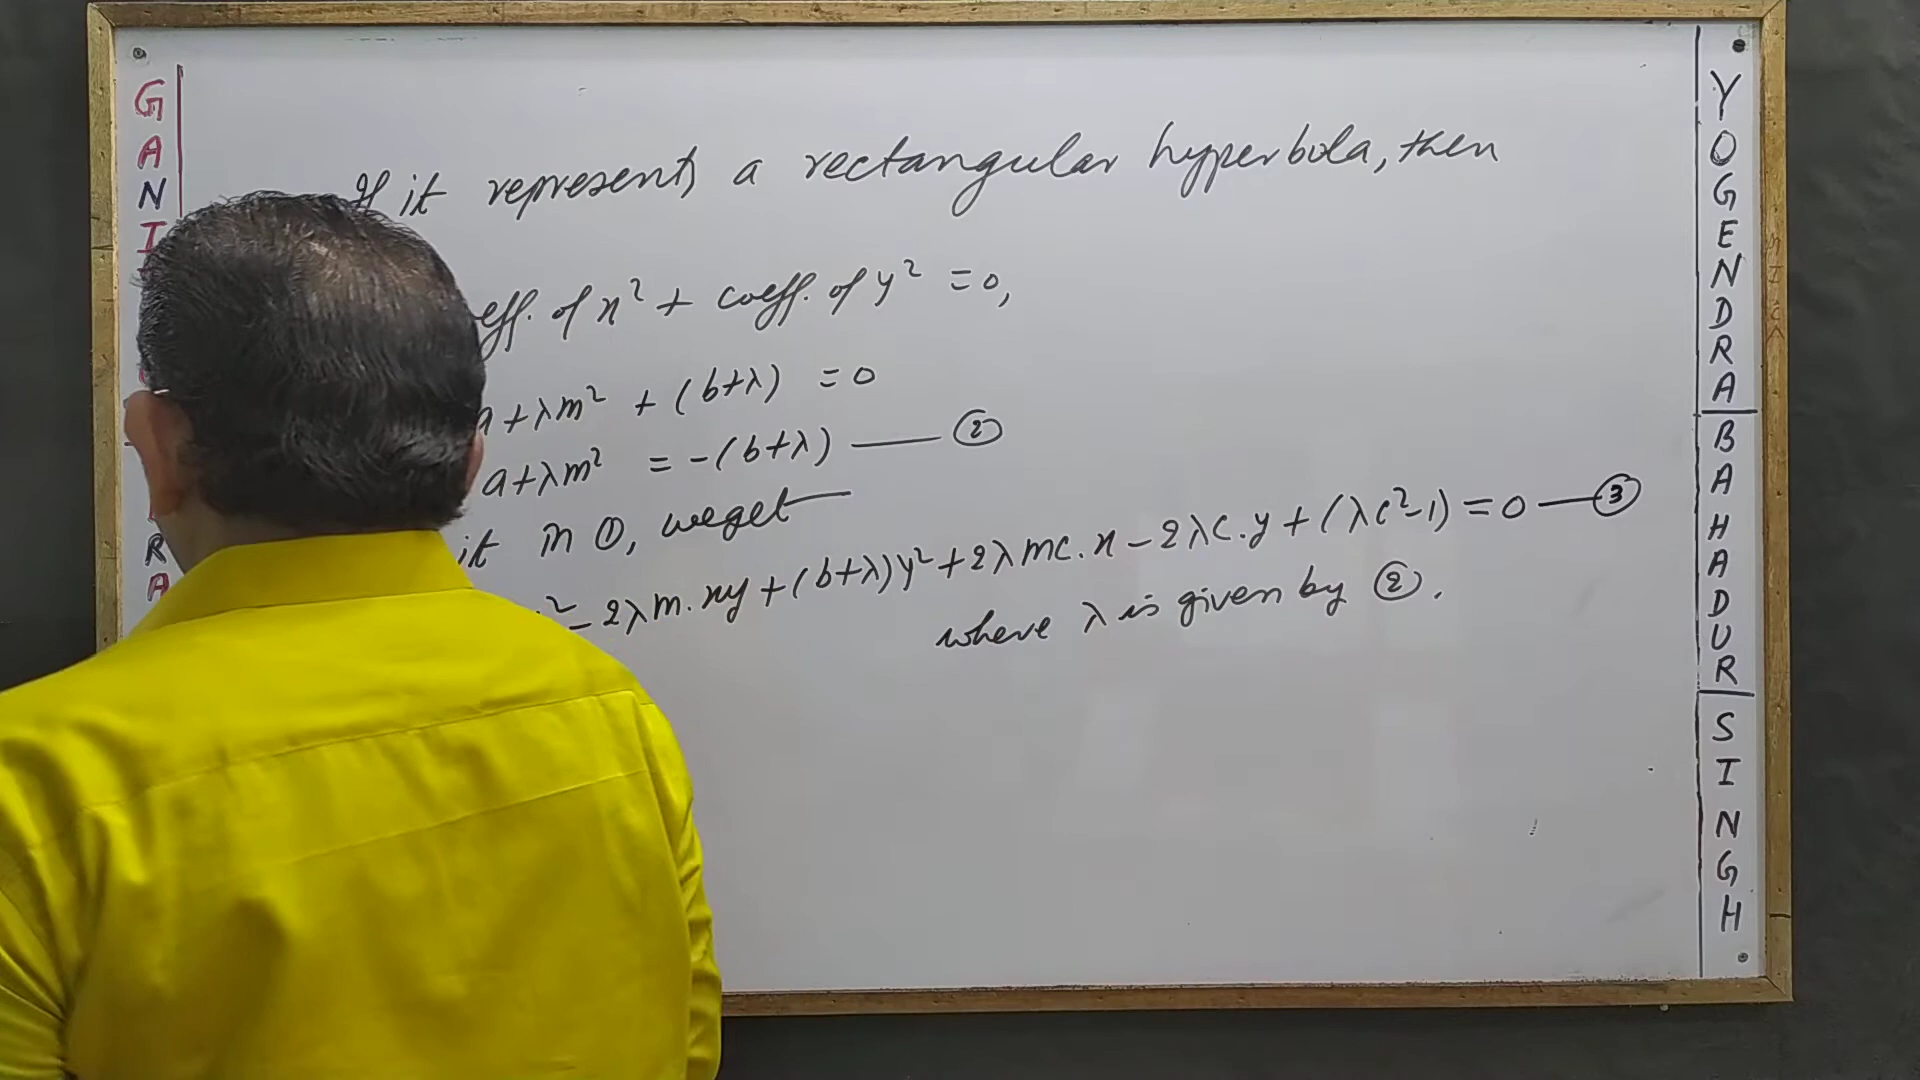 If it represents a rectangular hyperbola, then
eff. of x² + coeff. of y² = 0,
a+λm² + (b+λ) = 0
a+λm² = -(b+λ) — ②
it in ①, we get
² - 2λm.xy + (b+λ)y² + 2λmc.x - 2λc.y + (λc²-1) = 0 — ③
where λ is given by ②.
G
A
N
I
R
A
YOGENDRA
BAHADUR
SINGH